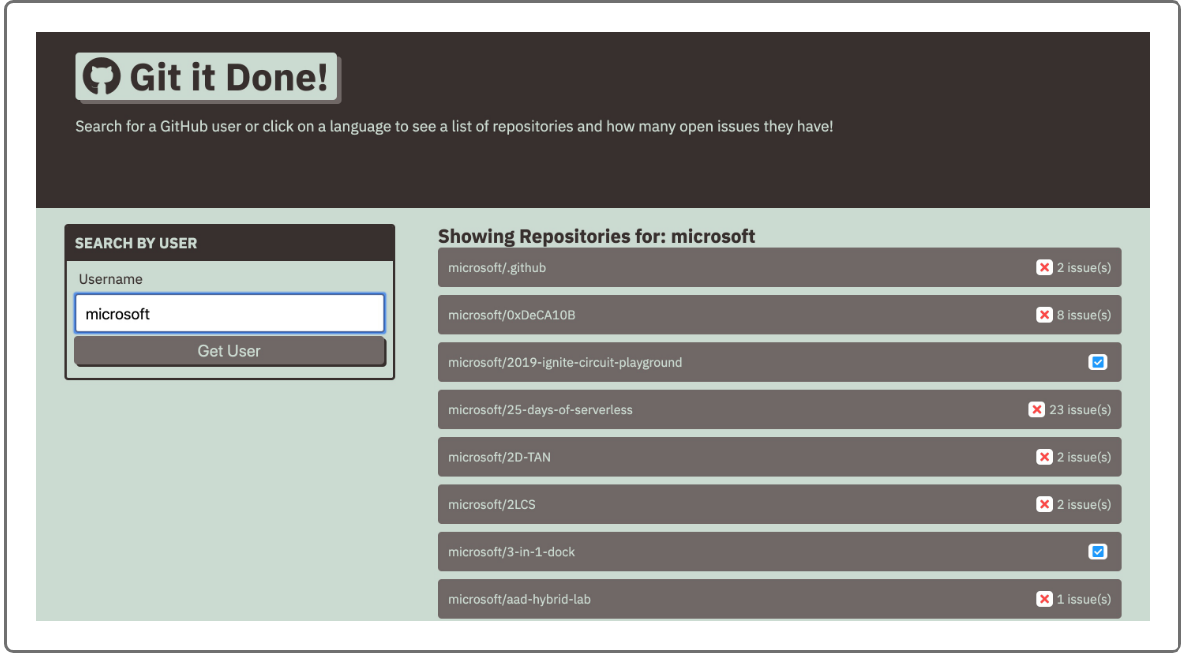 Git it Done!
Search for a GitHub user or click on a language to see a list of repositories and how many open issues they have!
SEARCH BY USER
Username
microsoft
Get User
Showing Repositories for: microsoft
microsoft/.github 2 issue(s)
microsoft/0xDeCA10B 8 issue(s)
microsoft/2019-ignite-circuit-playground
microsoft/25-days-of-serverless 23 issue(s)
microsoft/2D-TAN 2 issue(s)
microsoft/2LCS 2 issue(s)
microsoft/3-in-1-dock
microsoft/aad-hybrid-lab 1 issue(s)